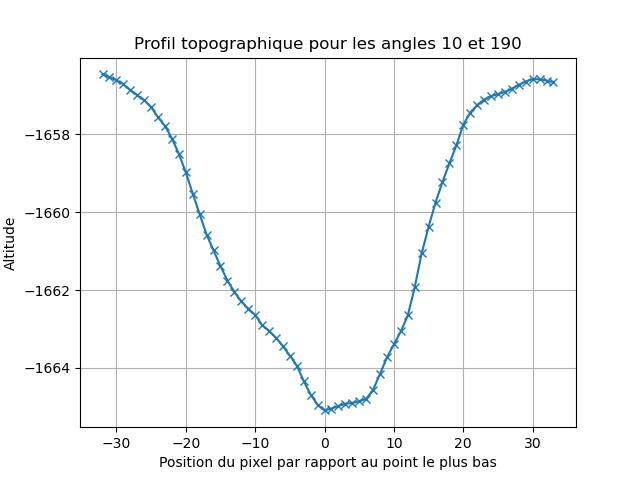 Profil topographique pour les angles 10 et 190
Altitude
−1658
−1660
−1662
−1664
−30 −20 −10 0 10 20 30
Position du pixel par rapport au point le plus bas